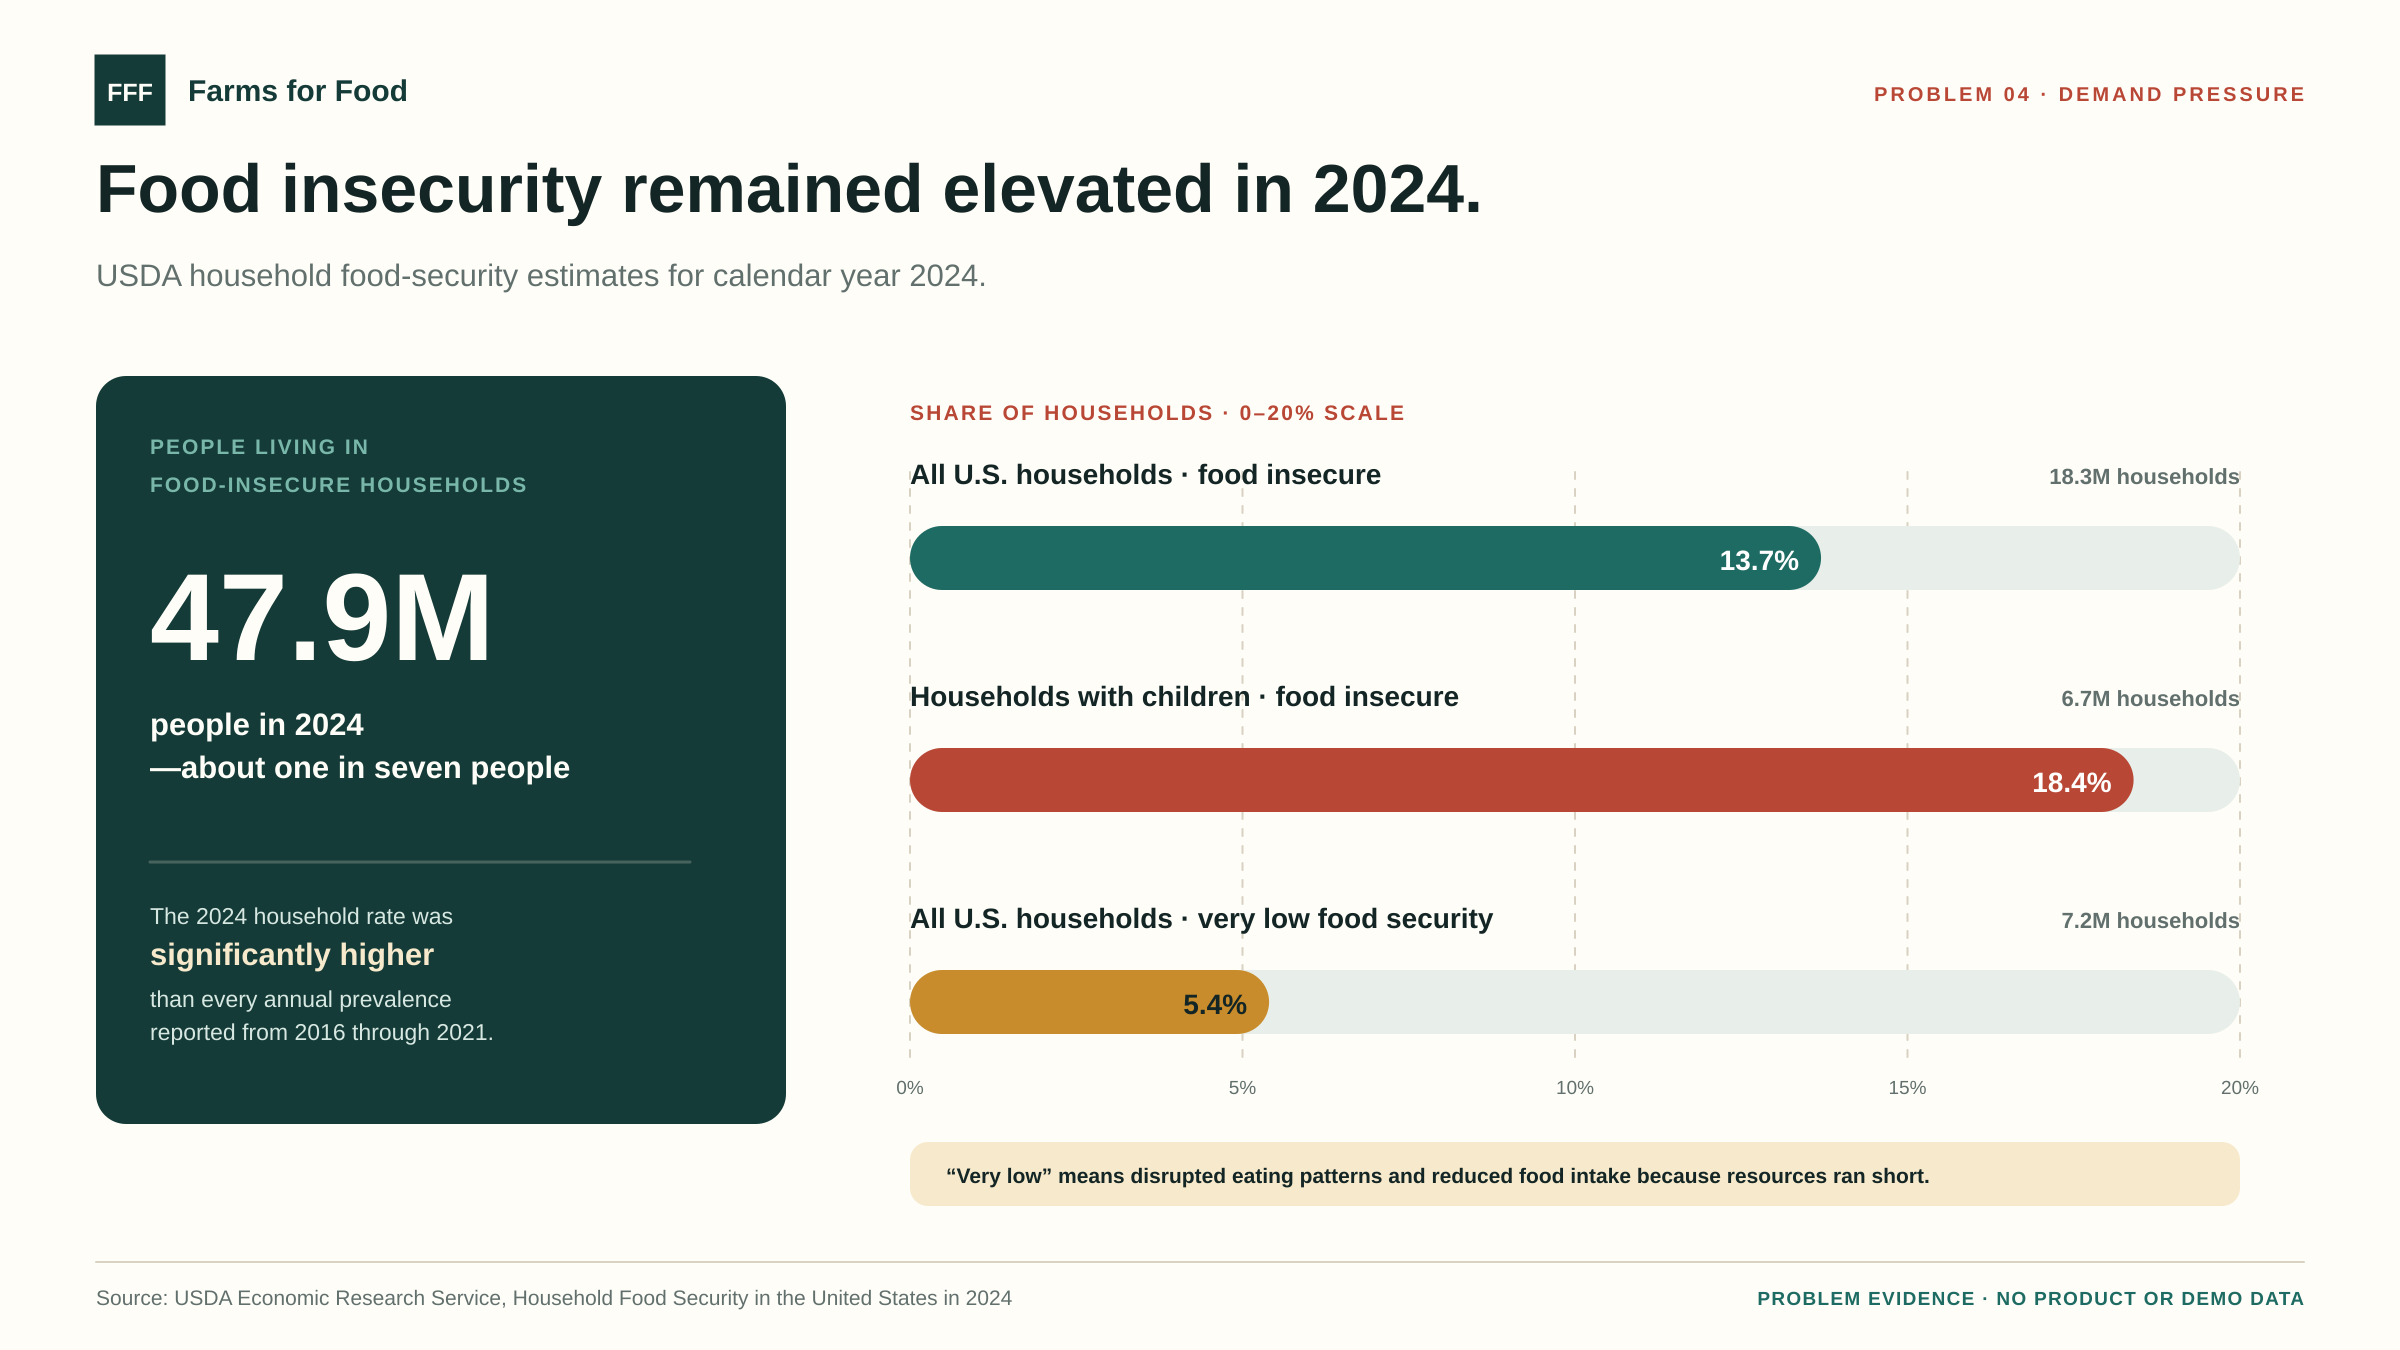 FFF
Farms for Food
PROBLEM 04 · DEMAND PRESSURE
Food insecurity remained elevated in 2024.
USDA household food-security estimates for calendar year 2024.
PEOPLE LIVING IN
FOOD-INSECURE HOUSEHOLDS
47.9M
people in 2024
—about one in seven people
The 2024 household rate was
significantly higher
than every annual prevalence
reported from 2016 through 2021.
SHARE OF HOUSEHOLDS · 0–20% SCALE
All U.S. households · food insecure
18.3M households
13.7%
Households with children · food insecure
6.7M households
18.4%
All U.S. households · very low food security
7.2M households
5.4%
0%
5%
10%
15%
20%
“Very low” means disrupted eating patterns and reduced food intake because resources ran short.
Source: USDA Economic Research Service, Household Food Security in the United States in 2024
PROBLEM EVIDENCE · NO PRODUCT OR DEMO DATA